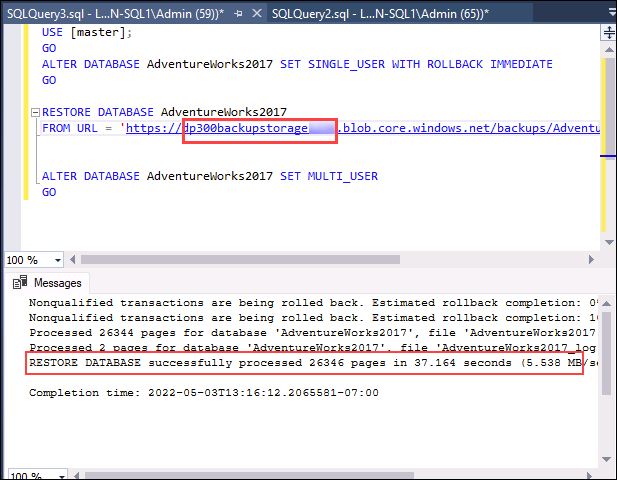 SQLQuery3.sql - L...N-SQL1\Admin (59))*
SQLQuery2.sql - L...N-SQL1\Admin (65))*
USE [master];
GO
ALTER DATABASE AdventureWorks2017 SET SINGLE_USER WITH ROLLBACK IMMEDIATE
GO
RESTORE DATABASE AdventureWorks2017
FROM URL = 'https://dp300backupstorage .blob.core.windows.net/backups/Adventu
ALTER DATABASE AdventureWorks2017 SET MULTI_USER
GO
100 %
Messages
Nonqualified transactions are being rolled back. Estimated rollback completion: 0%
Nonqualified transactions are being rolled back. Estimated rollback completion: 10
Processed 26344 pages for database 'AdventureWorks2017', file 'AdventureWorks2017
Processed 2 pages for database 'AdventureWorks2017', file 'AdventureWorks2017_log
RESTORE DATABASE successfully processed 26346 pages in 37.164 seconds (5.538 MB/se
Completion time: 2022-05-03T13:16:12.2065581-07:00
100 %